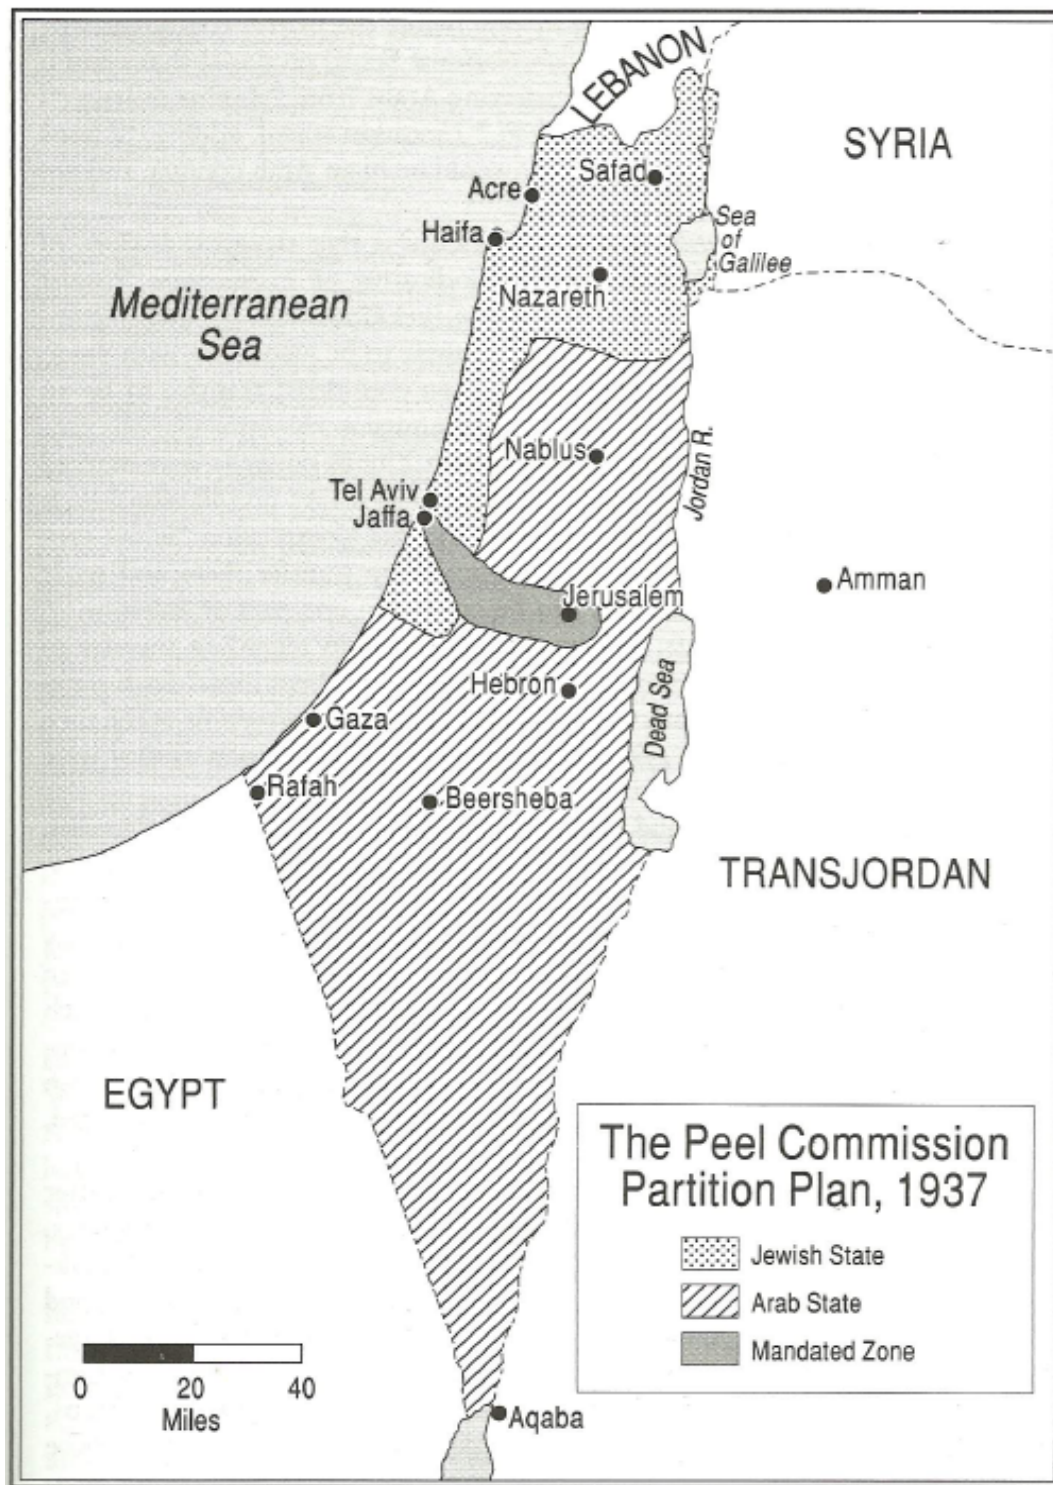 LEBANON
SYRIA
Safad
Acre
Haifa
Sea
of
Galilee
Nazareth
Mediterranean
Sea
Nablus
Jordan R.
Tel Aviv
Jaffa
Amman
Jerusalem
Hebron
Dead Sea
Gaza
Rafah
Beersheba
TRANSJORDAN
EGYPT
The Peel Commission
Partition Plan, 1937
Jewish State
Arab State
Mandated Zone
0 20 40
Miles
Aqaba